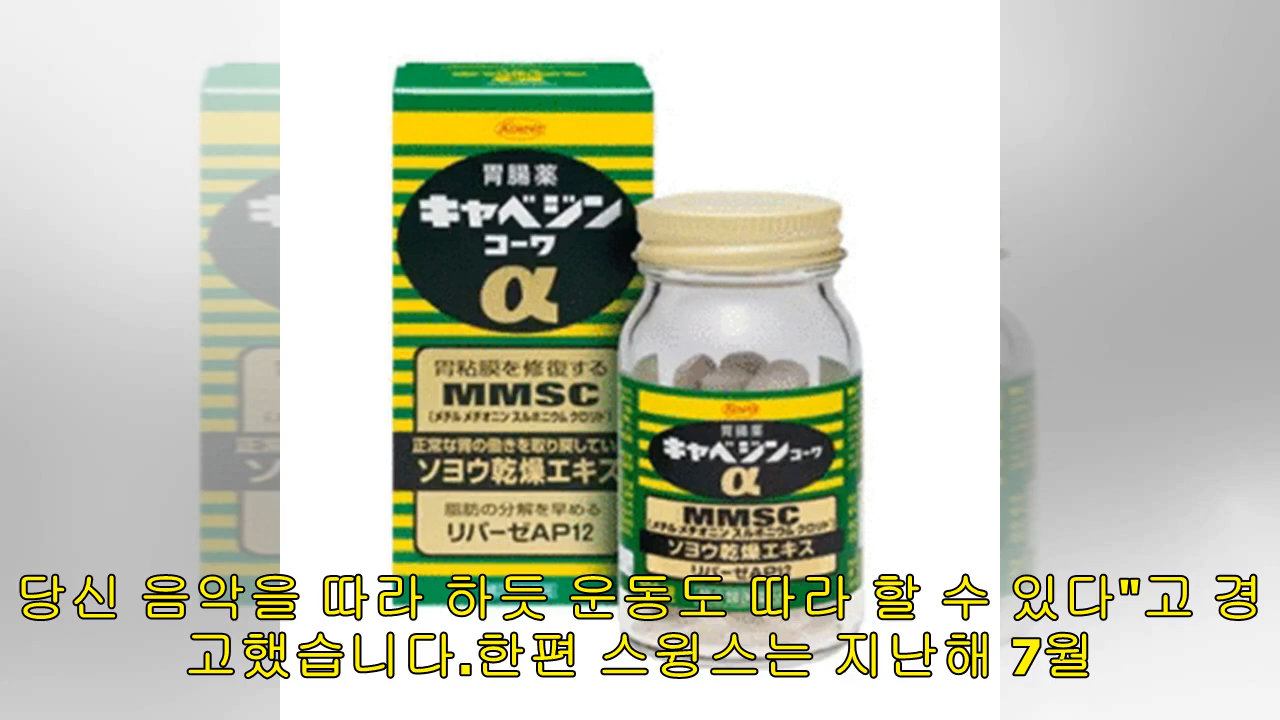 Kowa
胃腸薬
キャベジン
コーワ
α
胃粘膜を修復する
MMSC
(メチルメチオニンスルホニウムクロリド)
正常な胃の働きを取り戻してい
ソヨウ乾燥エキス
脂肪の分解を早める
リパーゼAP12
Kowa
胃腸薬
キャベジンコーワ
α
MMSC
(メチルメチオニンスルホニウムクロリド)
ソヨウ乾燥エキス
リパーゼAP12
당신 음악을 따라 하듯 운동도 따라 할 수 있다"고 경
고했습니다.한편 스윙스는 지난해 7월